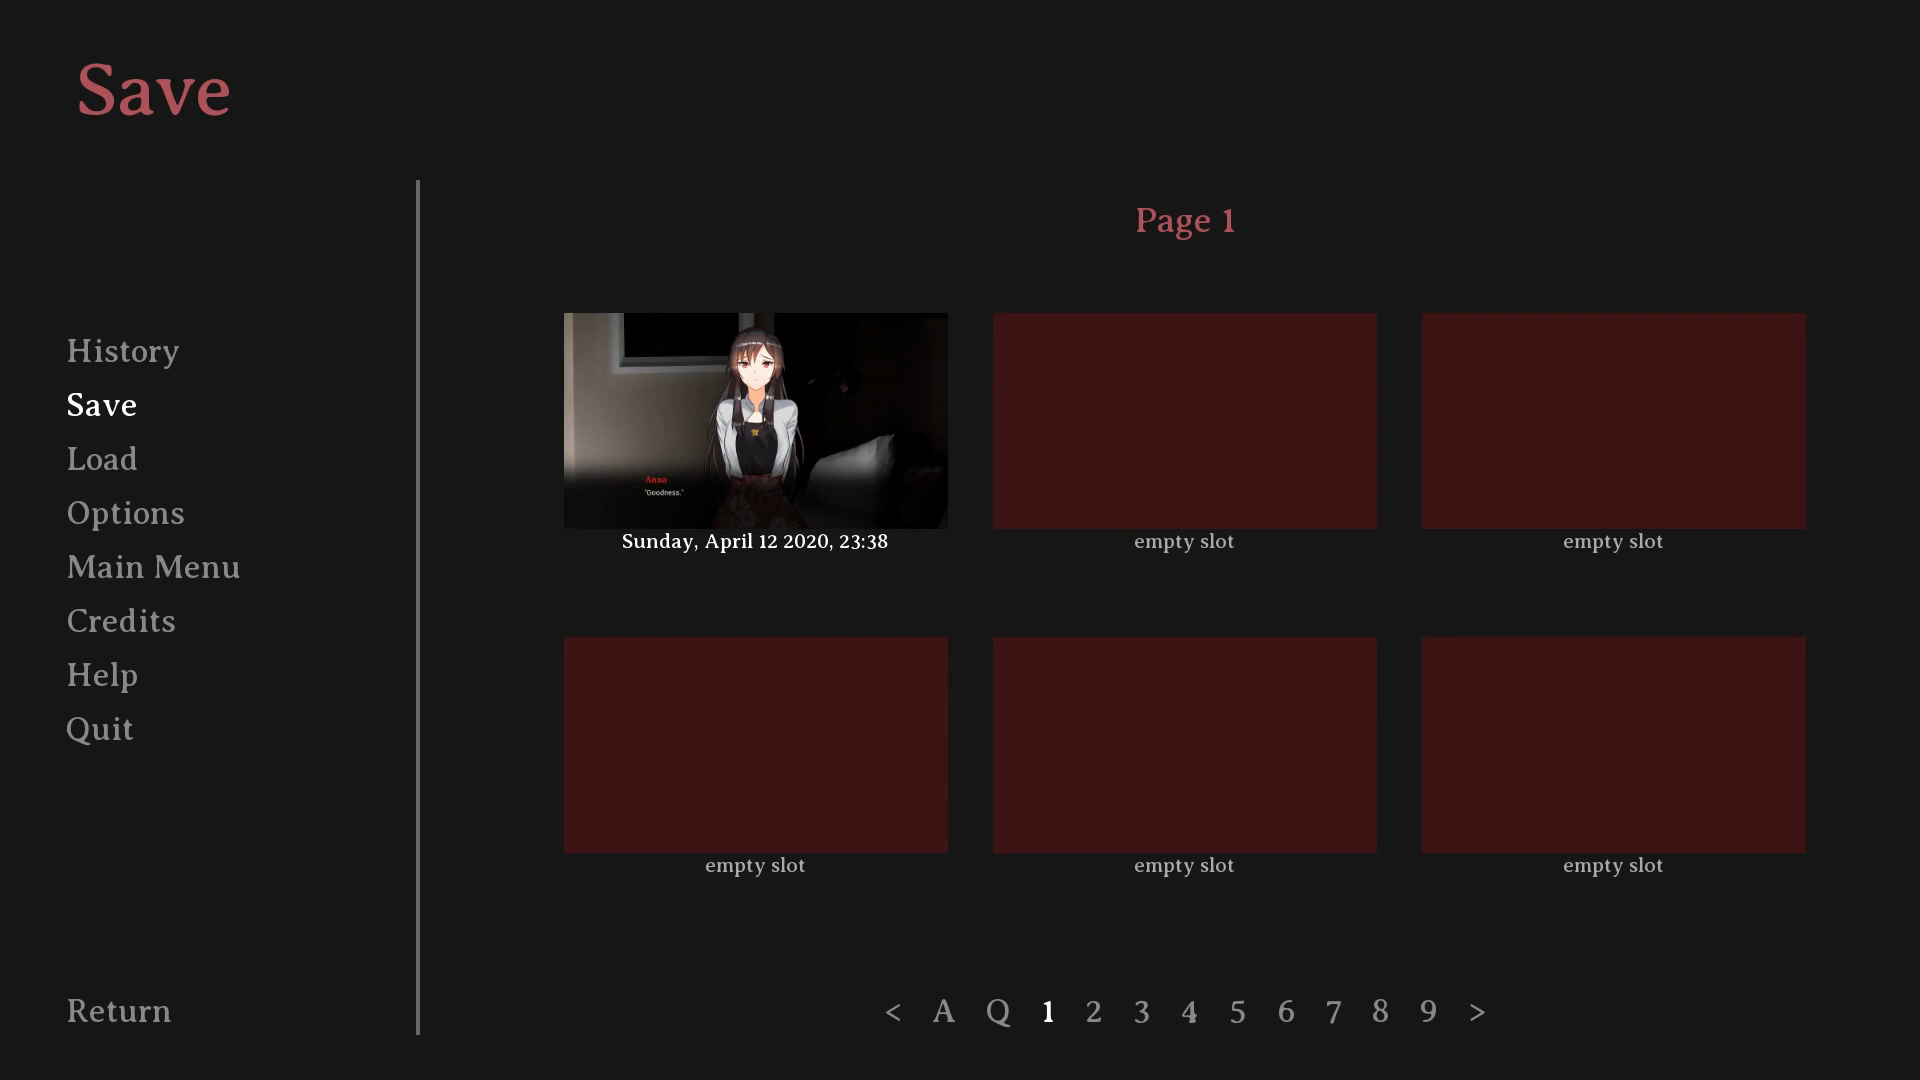 Save
Page 1
History
Save
Load
Options
Main Menu
Credits
Help
Quit
Return
Anna
"Goodness."
Sunday, April 12 2020, 23:38
empty slot
empty slot
empty slot
empty slot
empty slot
< A Q 1 2 3 4 5 6 7 8 9 >